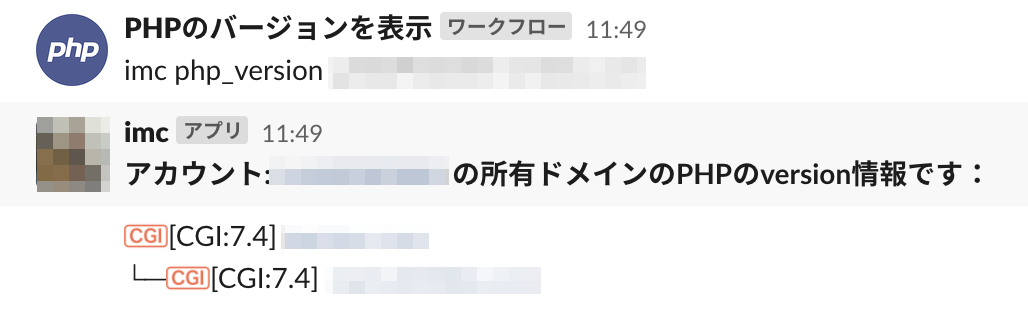 php
PHPのバージョンを表示 ワークフロー 11:49
imc php_version
imc アプリ 11:49
アカウント: の所有ドメインのPHPのversion情報です：
CGI [CGI:7.4]
└─ CGI [CGI:7.4]